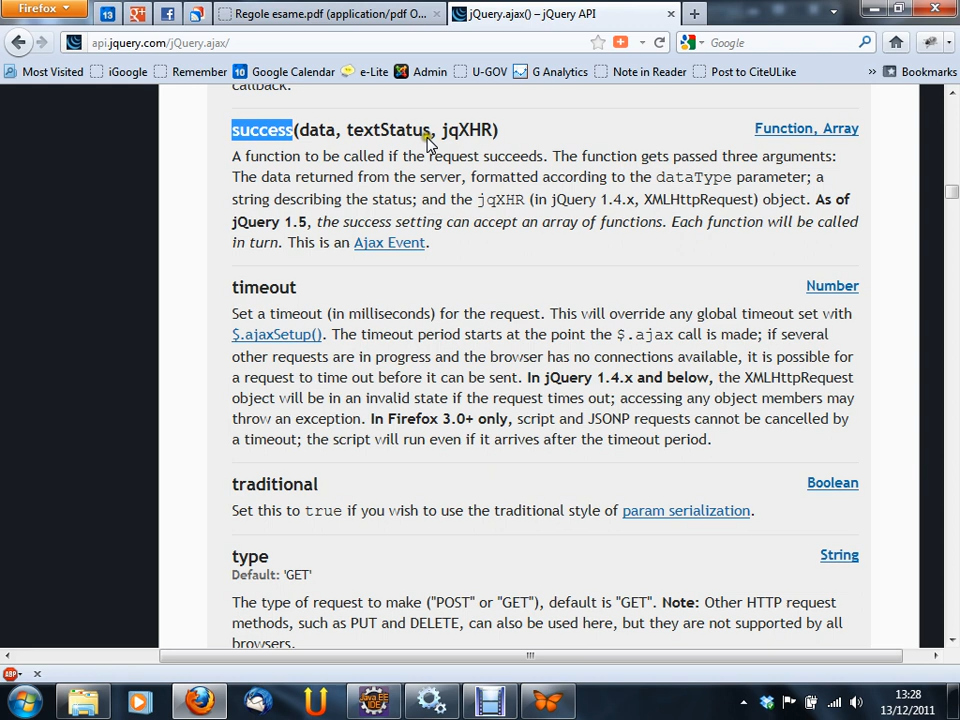 Firefox
Regole esame.pdf (application/pdf O...
jQuery.ajax() – jQuery API
api.jquery.com/jQuery.ajax/
Google
Most Visited
iGoogle
Remember
Google Calendar
e-Lite
Admin
U-GOV
G Analytics
Note in Reader
Post to CiteULike
»
Bookmarks
callback.
success(data, textStatus, jqXHR)
Function, Array
A function to be called if the request succeeds. The function gets passed three arguments:
The data returned from the server, formatted according to the dataType parameter; a
string describing the status; and the jqXHR (in jQuery 1.4.x, XMLHttpRequest) object. As of
jQuery 1.5, the success setting can accept an array of functions. Each function will be called
in turn. This is an Ajax Event.
timeout
Number
Set a timeout (in milliseconds) for the request. This will override any global timeout set with
$.ajaxSetup(). The timeout period starts at the point the $.ajax call is made; if several
other requests are in progress and the browser has no connections available, it is possible for
a request to time out before it can be sent. In jQuery 1.4.x and below, the XMLHttpRequest
object will be in an invalid state if the request times out; accessing any object members may
throw an exception. In Firefox 3.0+ only, script and JSONP requests cannot be cancelled by
a timeout; the script will run even if it arrives after the timeout period.
traditional
Boolean
Set this to true if you wish to use the traditional style of param serialization.
type
String
Default: 'GET'
The type of request to make ("POST" or "GET"), default is "GET". Note: Other HTTP request
methods, such as PUT and DELETE, can also be used here, but they are not supported by all
browsers.
ABP
13:28
13/12/2011